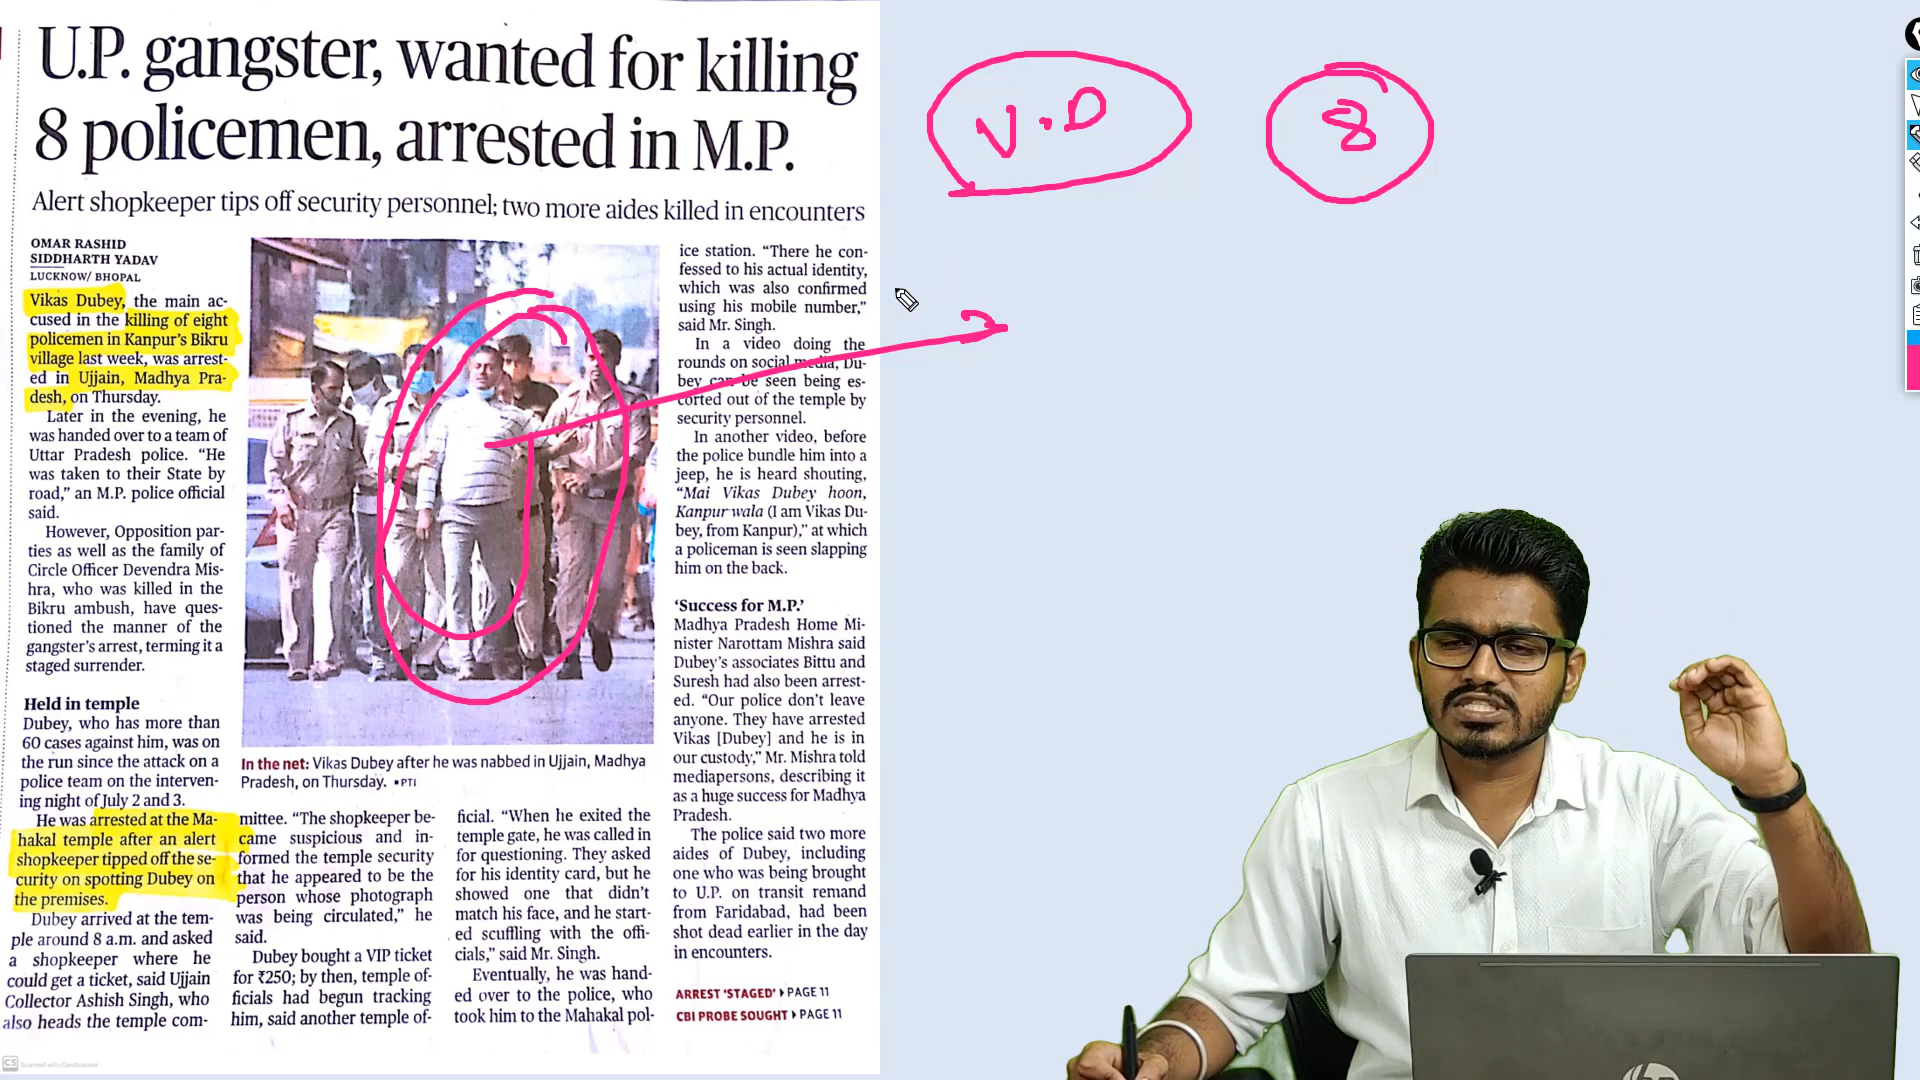 U.P. gangster, wanted for killing
8 policemen, arrested in M.P.
Alert shopkeeper tips off security personnel; two more aides killed in encounters
OMAR RASHID
SIDDHARTH YADAV
LUCKNOW/ BHOPAL
Vikas Dubey, the main ac-
cused in the killing of eight
policemen in Kanpur's Bikru
village last week, was arrest-
ed in Ujjain, Madhya Pra-
desh, on Thursday.
Later in the evening, he
was handed over to a team of
Uttar Pradesh police. “He
was taken to their State by
road,” an M.P. police official
said.
However, Opposition par-
ties as well as the family of
Circle Officer Devendra Mis-
hra, who was killed in the
Bikru ambush, have ques-
tioned the manner of the
gangster's arrest, terming it a
staged surrender.
Held in temple
Dubey, who has more than
60 cases against him, was on
the run since the attack on a
police team on the interven-
ing night of July 2 and 3.
He was arrested at the Ma-
hakal temple after an alert
shopkeeper tipped off the se-
curity on spotting Dubey on
the premises.
Dubey arrived at the tem-
ple around 8 a.m. and asked
a shopkeeper where he
could get a ticket, said Ujjain
Collector Ashish Singh, who
also heads the temple com-
In the net: Vikas Dubey after he was nabbed in Ujjain, Madhya
Pradesh, on Thursday. ▪PTI
mittee. “The shopkeeper be-
came suspicious and in-
formed the temple security
that he appeared to be the
person whose photograph
was being circulated,” he
said.
Dubey bought a VIP ticket
for ₹250; by then, temple of-
ficials had begun tracking
him, said another temple of-
ficial. “When he exited the
temple gate, he was called in
for questioning. They asked
for his identity card, but he
showed one that didn't
match his face, and he start-
ed scuffling with the offi-
cials,” said Mr. Singh.
Eventually, he was hand-
ed over to the police, who
took him to the Mahakal pol-
ice station. “There he con-
fessed to his actual identity,
which was also confirmed
using his mobile number,”
said Mr. Singh.
In a video doing the
rounds on social media, Du-
bey can be seen being es-
corted out of the temple by
security personnel.
In another video, before
the police bundle him into a
jeep, he is heard shouting,
“Mai Vikas Dubey hoon,
Kanpur wala (I am Vikas Du-
bey, from Kanpur),” at which
a policeman is seen slapping
him on the back.
‘Success for M.P.’
Madhya Pradesh Home Mi-
nister Narottam Mishra said
Dubey's associates Bittu and
Suresh had also been arrest-
ed. “Our police don't leave
anyone. They have arrested
Vikas [Dubey] and he is in
our custody,” Mr. Mishra told
mediapersons, describing it
as a huge success for Madhya
Pradesh.
The police said two more
aides of Dubey, including
one who was being brought
to U.P. on transit remand
from Faridabad, had been
shot dead earlier in the day
in encounters.
ARREST ‘STAGED’ ▸ PAGE 11
CBI PROBE SOUGHT ▸ PAGE 11
CS Scanned with CamScanner
V.D
8
hp